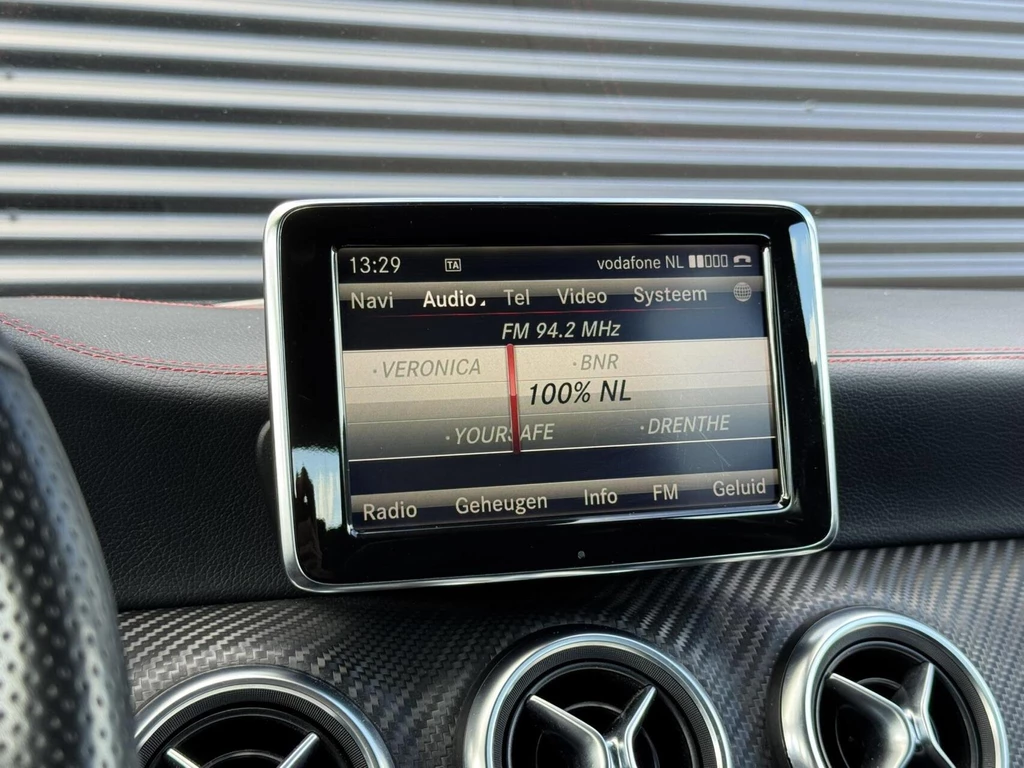 13:29 TA vodafone NL
Navi Audio Tel Video Systeem
FM 94.2 MHz
VERONICA BNR
100% NL
YOURSAFE DRENTHE
Radio Geheugen Info FM Geluid